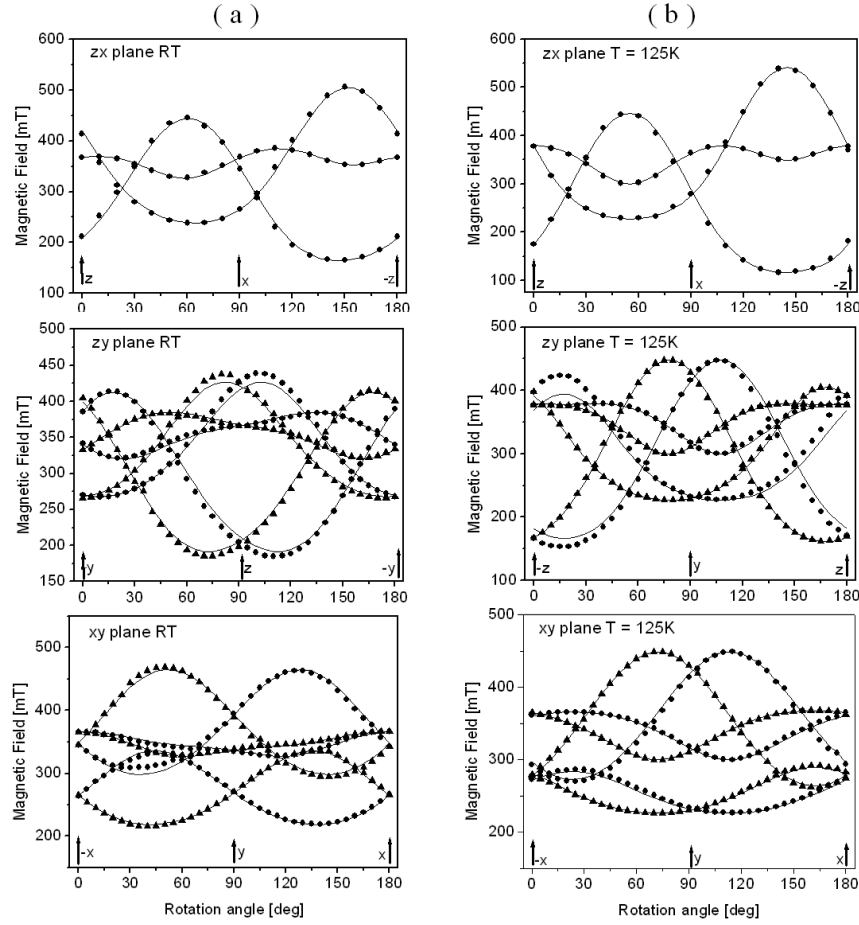 ( a )
( b )
zx plane RT
600
500
400
300
200
100
Magnetic Field [mT]
z
x
-z
0 30 60 90 120 150 180
zx plane T = 125K
600
500
400
300
200
100
Magnetic Field [mT]
z
x
-z
0 30 60 90 120 150 180
zy plane RT
500
450
400
350
300
250
200
150
Magnetic Field [mT]
y
z
-y
0 30 60 90 120 150 180
zy plane T = 125K
500
400
300
200
100
Magnetic Field [mT]
-z
y
z
0 30 60 90 120 150 180
xy plane RT
500
400
300
200
Magnetic Field [mT]
-x
y
x
0 30 60 90 120 150 180
Rotation angle [deg]
xy plane T = 125K
500
400
300
200
Magnetic Field [mT]
-x
y
x
0 30 60 90 120 150 180
Rotation angle [deg]